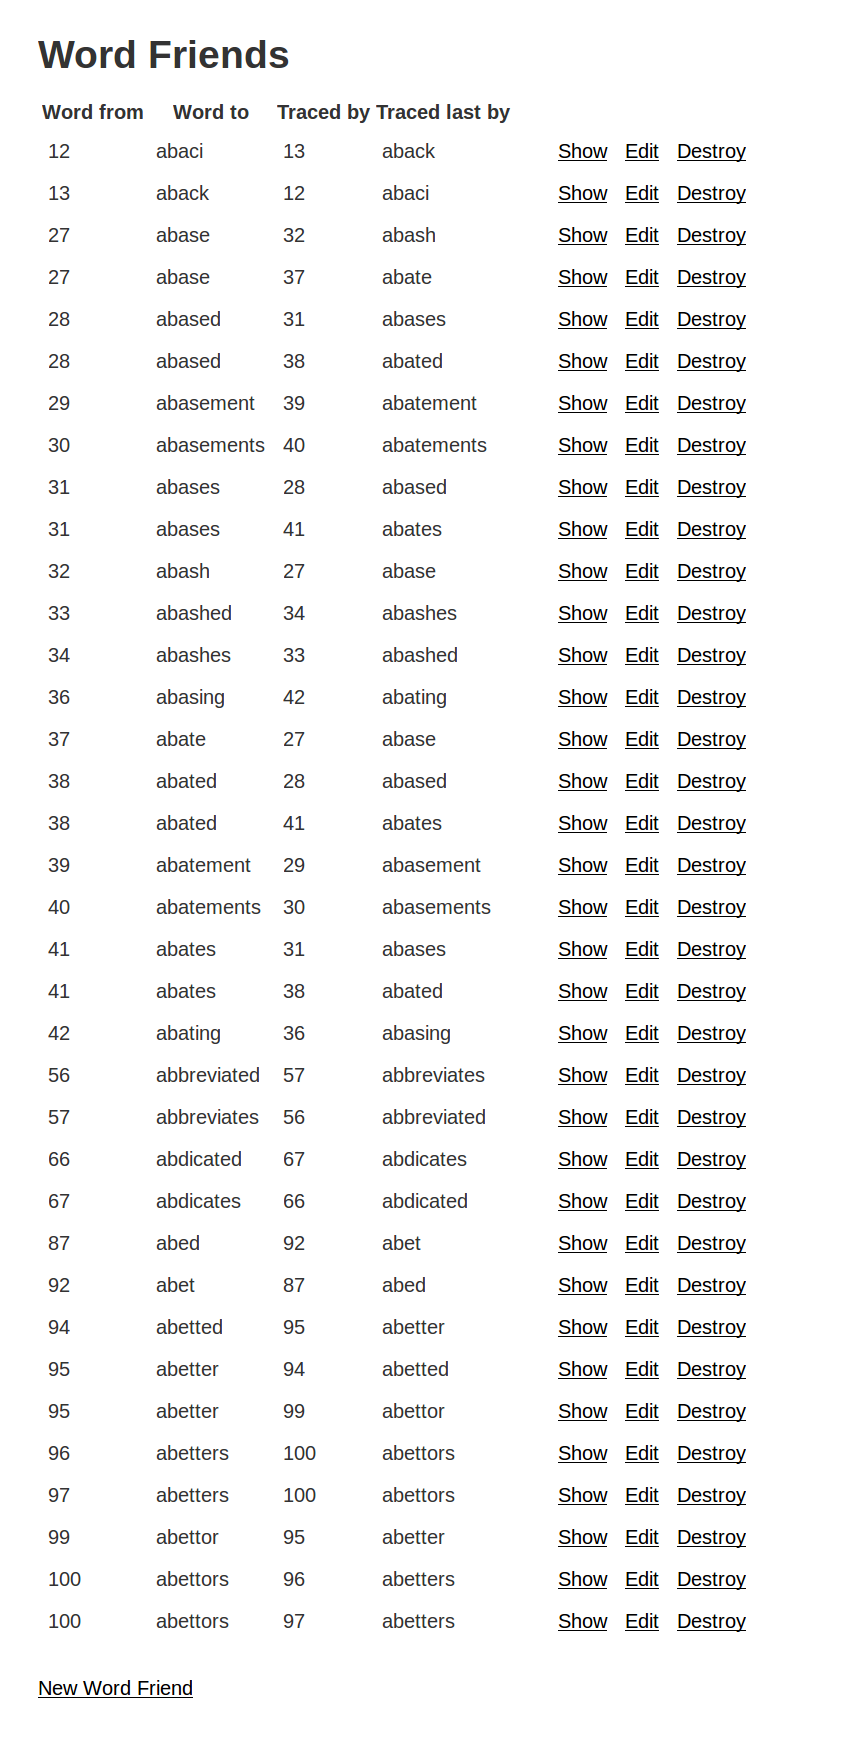 Word Friends
Word from Word to Traced by Traced last by
12 abaci 13 aback Show Edit Destroy
13 aback 12 abaci Show Edit Destroy
27 abase 32 abash Show Edit Destroy
27 abase 37 abate Show Edit Destroy
28 abased 31 abases Show Edit Destroy
28 abased 38 abated Show Edit Destroy
29 abasement 39 abatement Show Edit Destroy
30 abasements 40 abatements Show Edit Destroy
31 abases 28 abased Show Edit Destroy
31 abases 41 abates Show Edit Destroy
32 abash 27 abase Show Edit Destroy
33 abashed 34 abashes Show Edit Destroy
34 abashes 33 abashed Show Edit Destroy
36 abasing 42 abating Show Edit Destroy
37 abate 27 abase Show Edit Destroy
38 abated 28 abased Show Edit Destroy
38 abated 41 abates Show Edit Destroy
39 abatement 29 abasement Show Edit Destroy
40 abatements 30 abasements Show Edit Destroy
41 abates 31 abases Show Edit Destroy
41 abates 38 abated Show Edit Destroy
42 abating 36 abasing Show Edit Destroy
56 abbreviated 57 abbreviates Show Edit Destroy
57 abbreviates 56 abbreviated Show Edit Destroy
66 abdicated 67 abdicates Show Edit Destroy
67 abdicates 66 abdicated Show Edit Destroy
87 abed 92 abet Show Edit Destroy
92 abet 87 abed Show Edit Destroy
94 abetted 95 abetter Show Edit Destroy
95 abetter 94 abetted Show Edit Destroy
95 abetter 99 abettor Show Edit Destroy
96 abetters 100 abettors Show Edit Destroy
97 abetters 100 abettors Show Edit Destroy
99 abettor 95 abetter Show Edit Destroy
100 abettors 96 abetters Show Edit Destroy
100 abettors 97 abetters Show Edit Destroy
New Word Friend